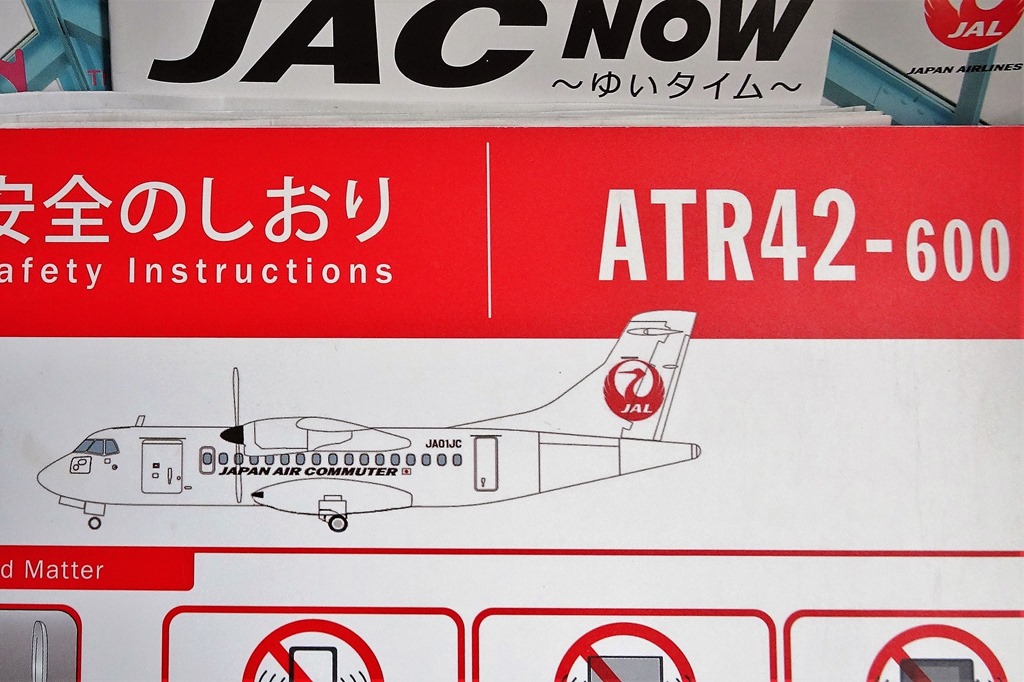 JAC NOW
～ゆいタイム～
JAL
JAPAN AIRLINES
安全のしおり
afety Instructions
ATR42-600
JAL
JA01JC
JAPAN AIR COMMUTER
d Matter